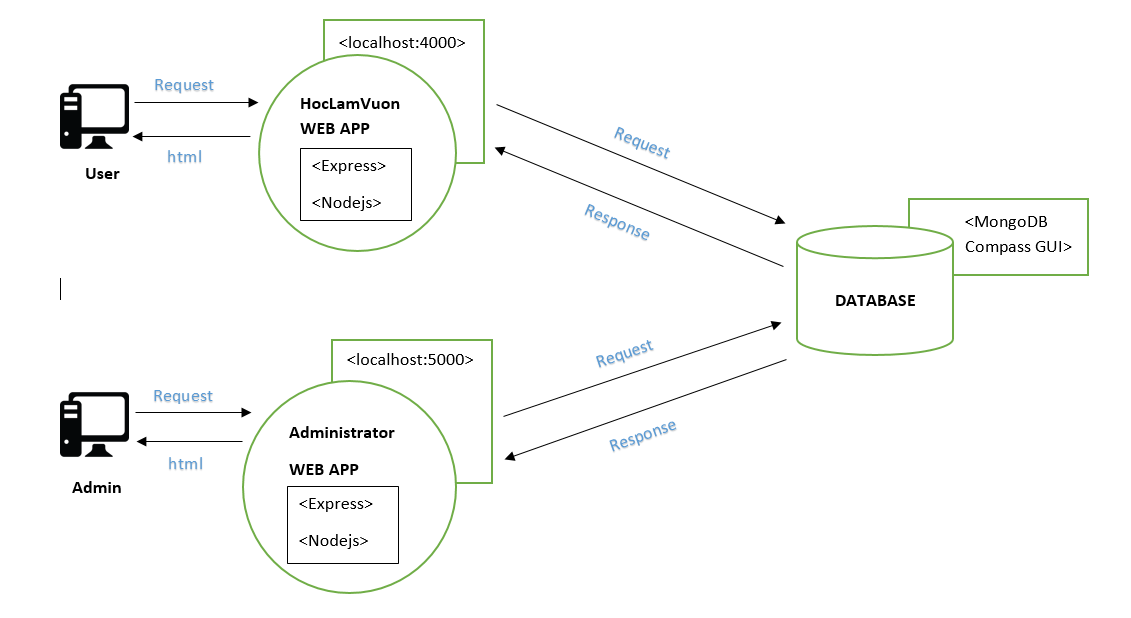 <localhost:4000>
Request
HocLamVuon
WEB APP
html
<Express>
User
<Nodejs>
Request
Response
<MongoDB
Compass GUI>
DATABASE
<localhost:5000>
Request
Request
Administrator
Response
html
WEB APP
Admin
<Express>
<Nodejs>